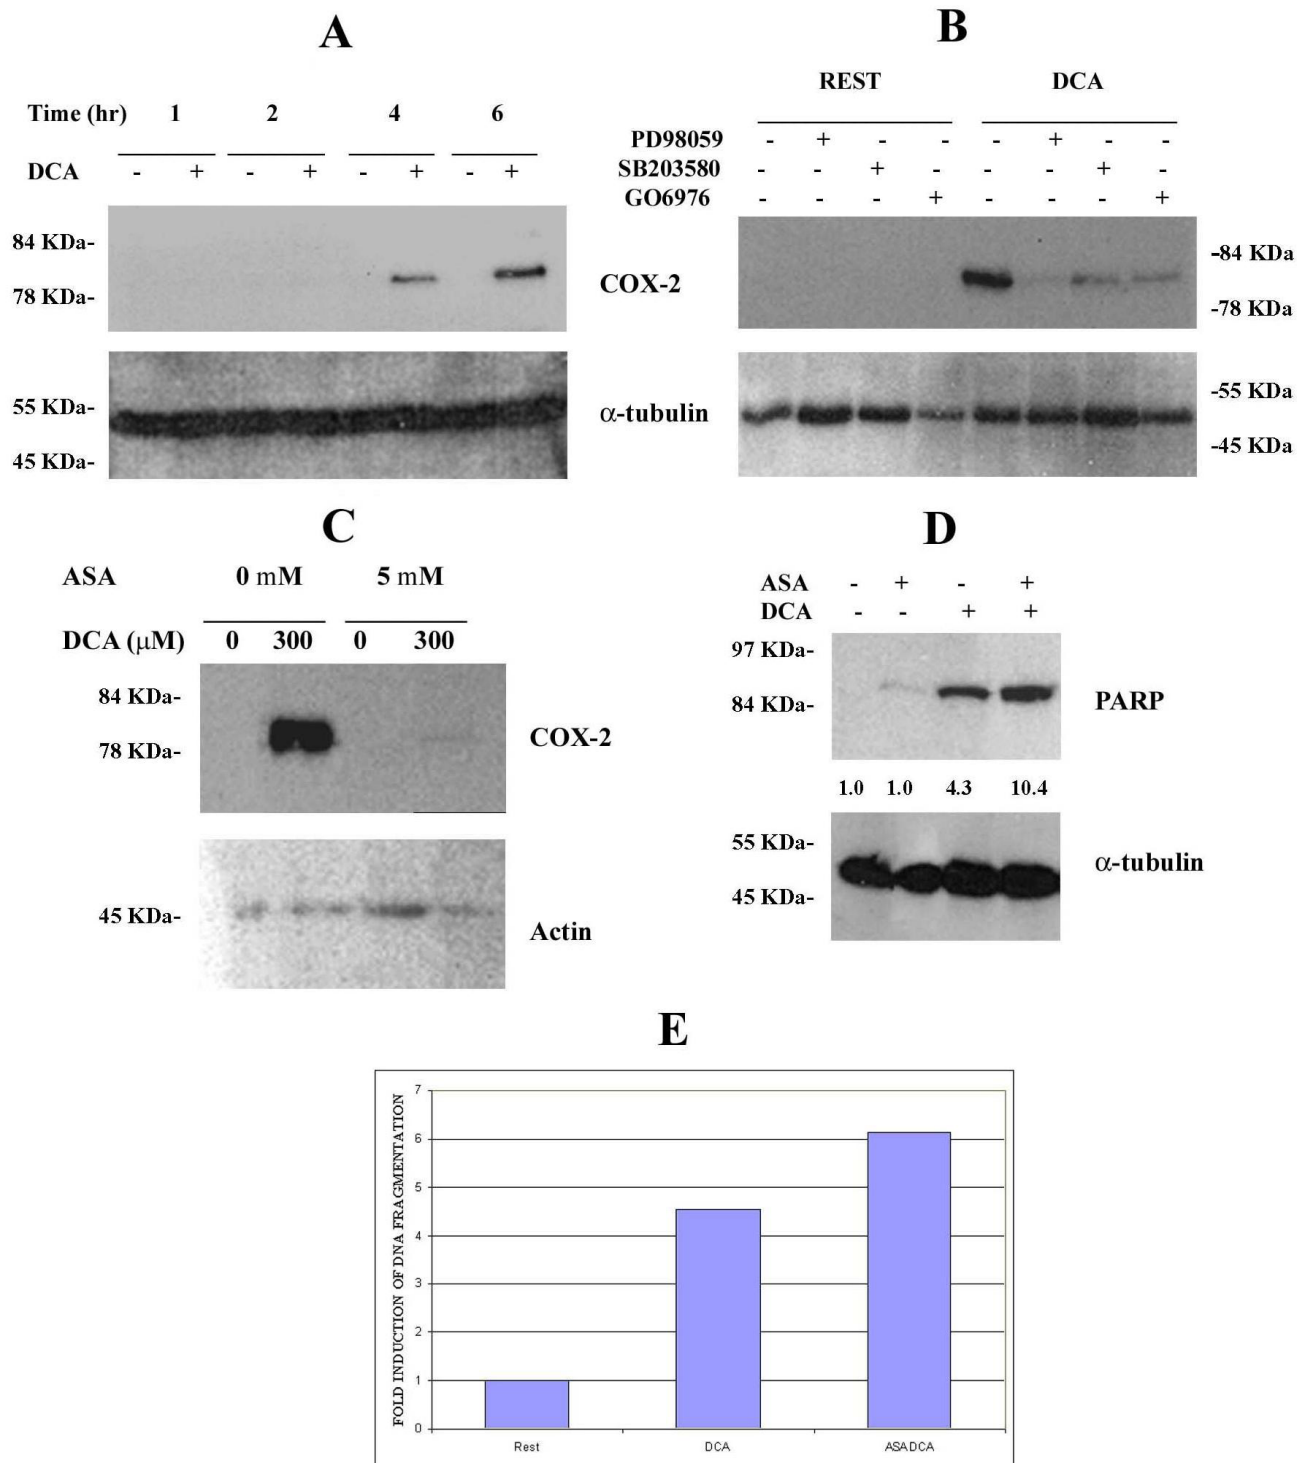 A
Time (hr) 1 2 4 6
DCA - + - + - + - +
84 KDa-
78 KDa-
COX-2
55 KDa-
45 KDa-
α-tubulin
B
REST DCA
PD98059 - + - - - + - -
SB203580 - - + - - - + -
GO6976 - - - + - - - +
-84 KDa
-78 KDa
-55 KDa
-45 KDa
C
ASA 0 mM 5 mM
DCA (µM) 0 300 0 300
84 KDa-
78 KDa-
COX-2
45 KDa-
Actin
D
ASA - + - +
DCA - - + +
97 KDa-
84 KDa-
PARP
1.0 1.0 4.3 10.4
55 KDa-
45 KDa-
α-tubulin
E
FOLD INDUCTION OF DNA FRAGMENTATION
7
6
5
4
3
2
1
0
Rest DCA ASADCA